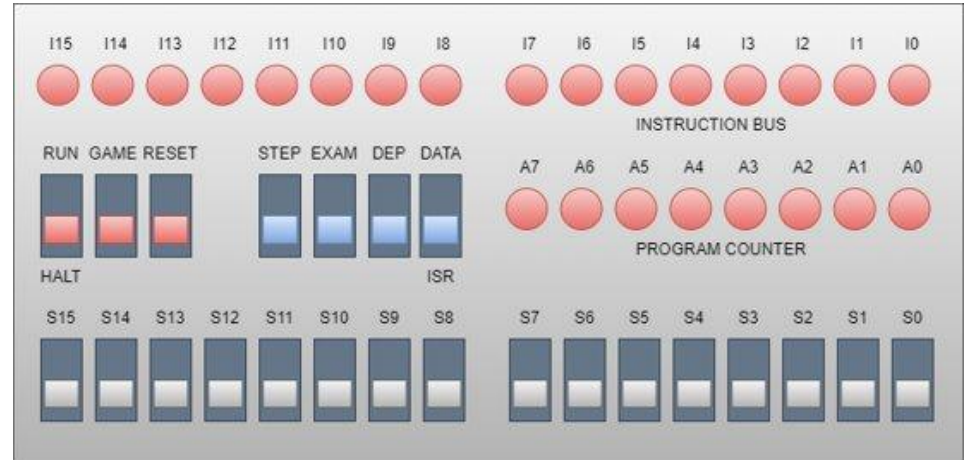 I15 I14 I13 I12 I11 I10 I9 I8 I7 I6 I5 I4 I3 I2 I1 I0
INSTRUCTION BUS
RUN GAME RESET STEP EXAM DEP DATA
A7 A6 A5 A4 A3 A2 A1 A0
PROGRAM COUNTER
HALT ISR
S15 S14 S13 S12 S11 S10 S9 S8 S7 S6 S5 S4 S3 S2 S1 S0